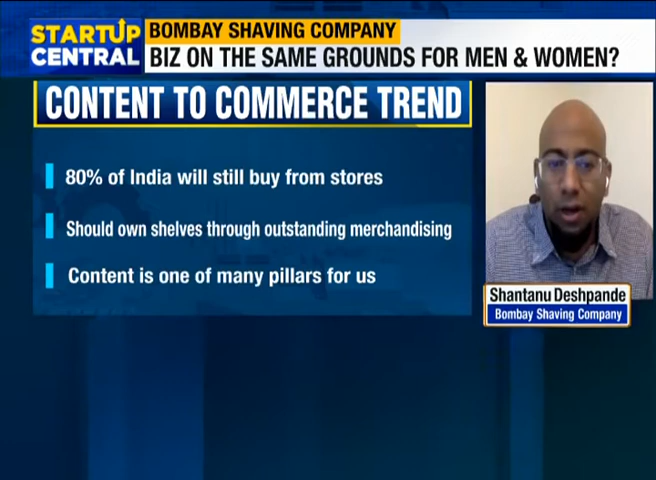 STARTUP
CENTRAL
BOMBAY SHAVING COMPANY
BIZ ON THE SAME GROUNDS FOR MEN & WOMEN?
CONTENT TO COMMERCE TREND
80% of India will still buy from stores
Should own shelves through outstanding merchandising
Content is one of many pillars for us
Shantanu Deshpande
Bombay Shaving Company